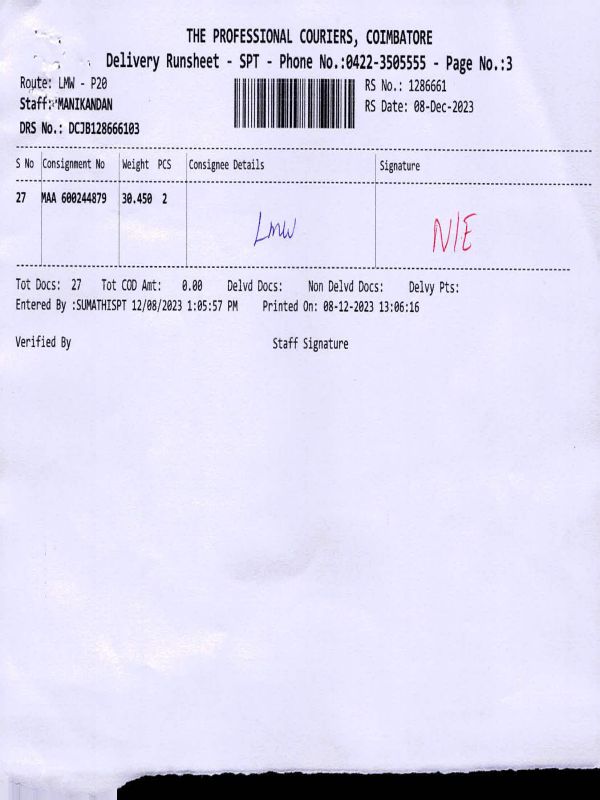 THE PROFESSIONAL COURIERS, COIMBATORE
Delivery Runsheet - SPT - Phone No.:0422-3505555 - Page No.:3
Route: LMW - P20
RS No.: 1286661
Staff: MANIKANDAN
RS Date: 08-Dec-2023
DRS No.: DCJB128666103
S No Consignment No Weight PCS Consignee Details Signature
27 MAA 600244879 30.450 2
LMW N/E
Tot Docs: 27 Tot COD Amt: 0.00 Delvd Docs: Non Delvd Docs: Delvy Pts:
Entered By :SUMATHISPT 12/08/2023 1:05:57 PM Printed On: 08-12-2023 13:06:16
Verified By Staff Signature